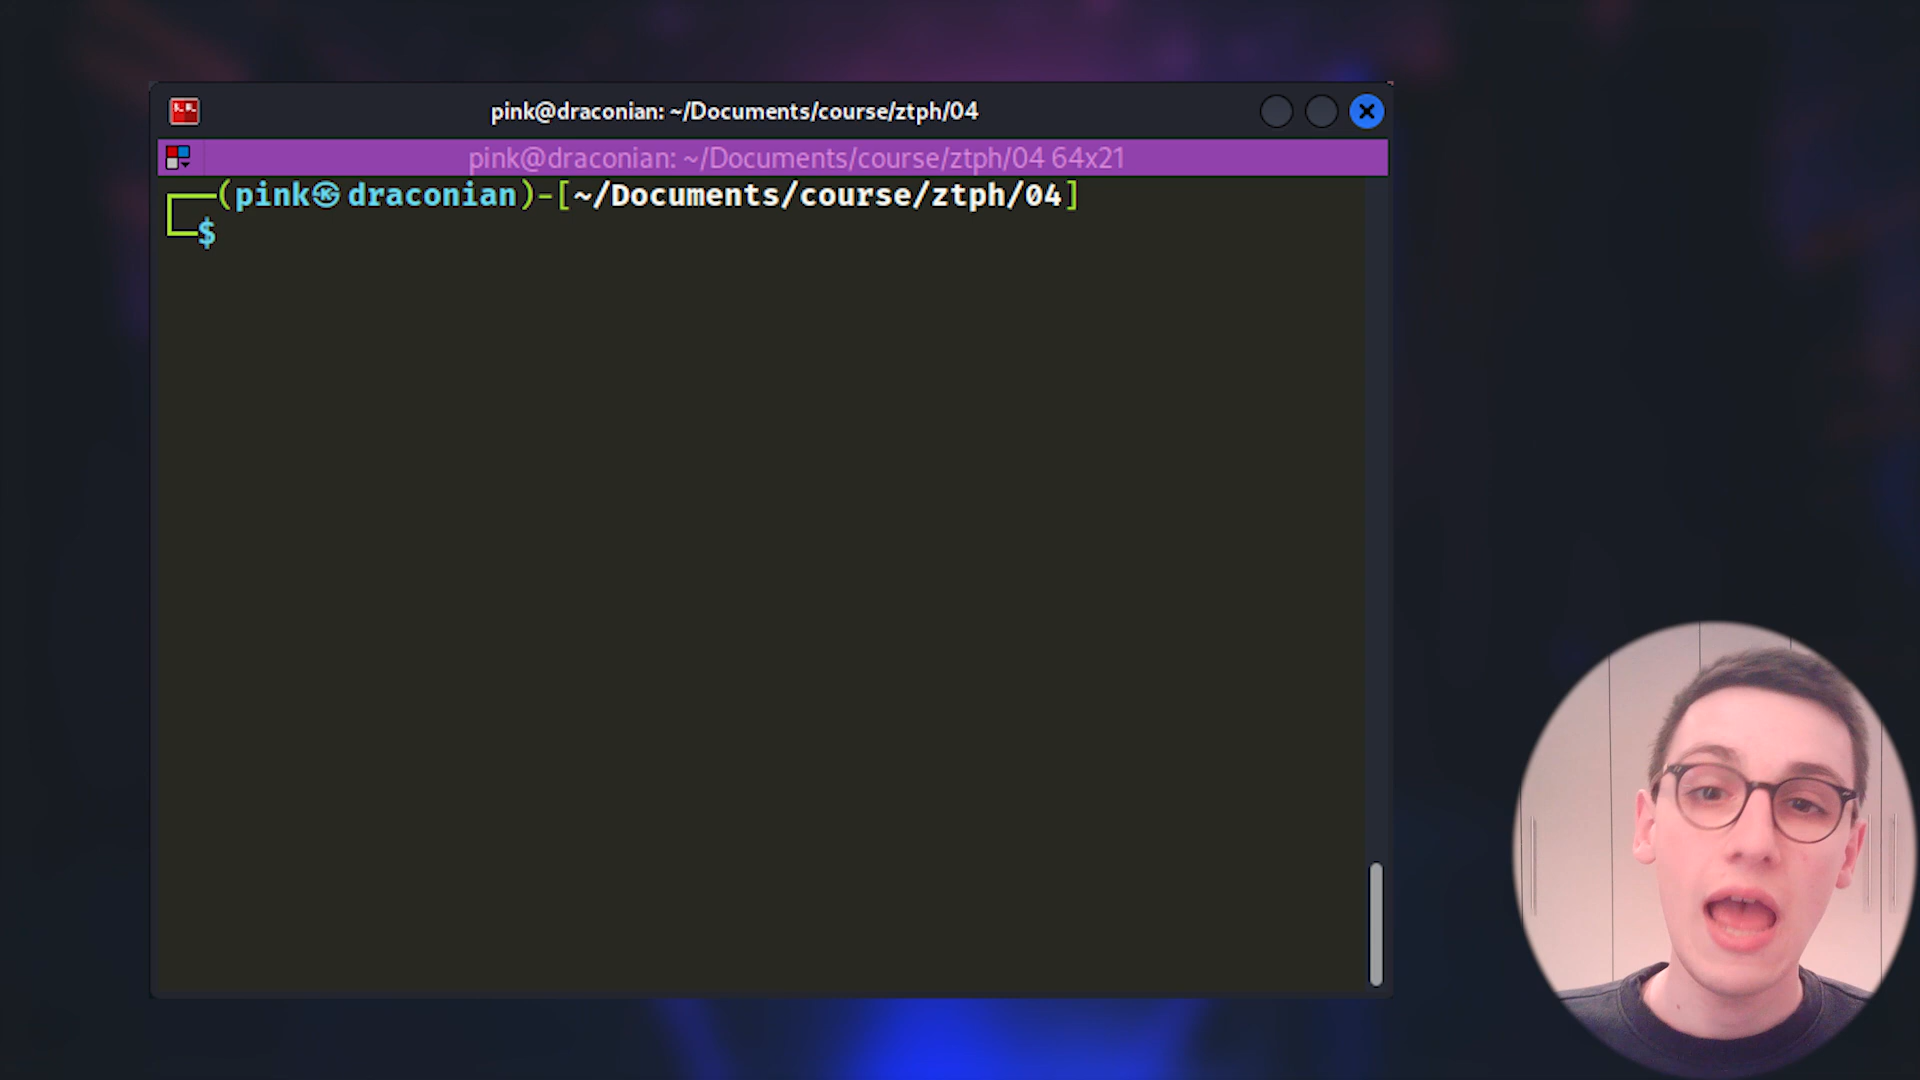 pink@draconian: ~/Documents/course/ztph/04
pink@draconian: ~/Documents/course/ztph/04 64x21
┌──(pink㉿draconian)-[~/Documents/course/ztph/04]
└─$